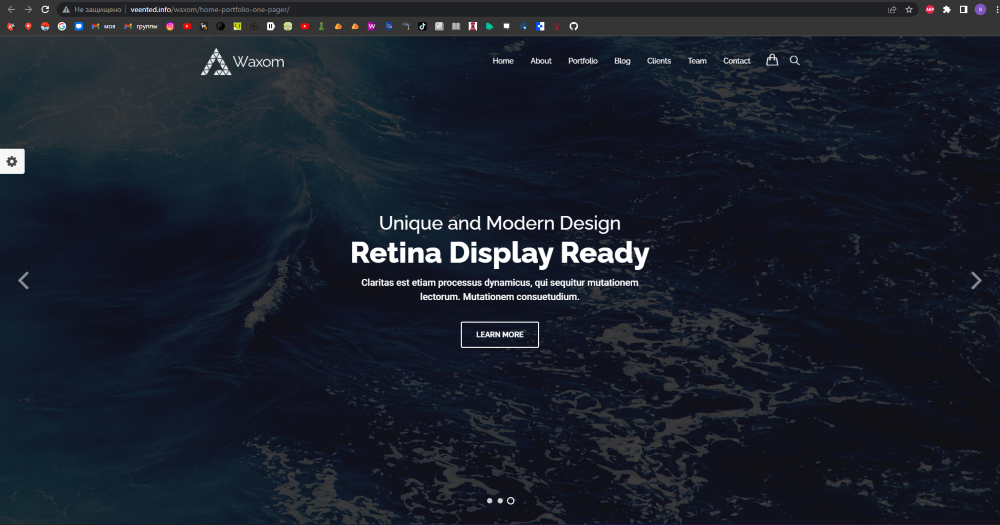 Не защищено | veented.info/waxom/home-portfolio-one-pager/
моя
группы
Waxom
Home About Portfolio Blog Clients Team Contact
Unique and Modern Design
Retina Display Ready
Claritas est etiam processus dynamicus, qui sequitur mutationem
lectorum. Mutationem consuetudium.
LEARN MORE